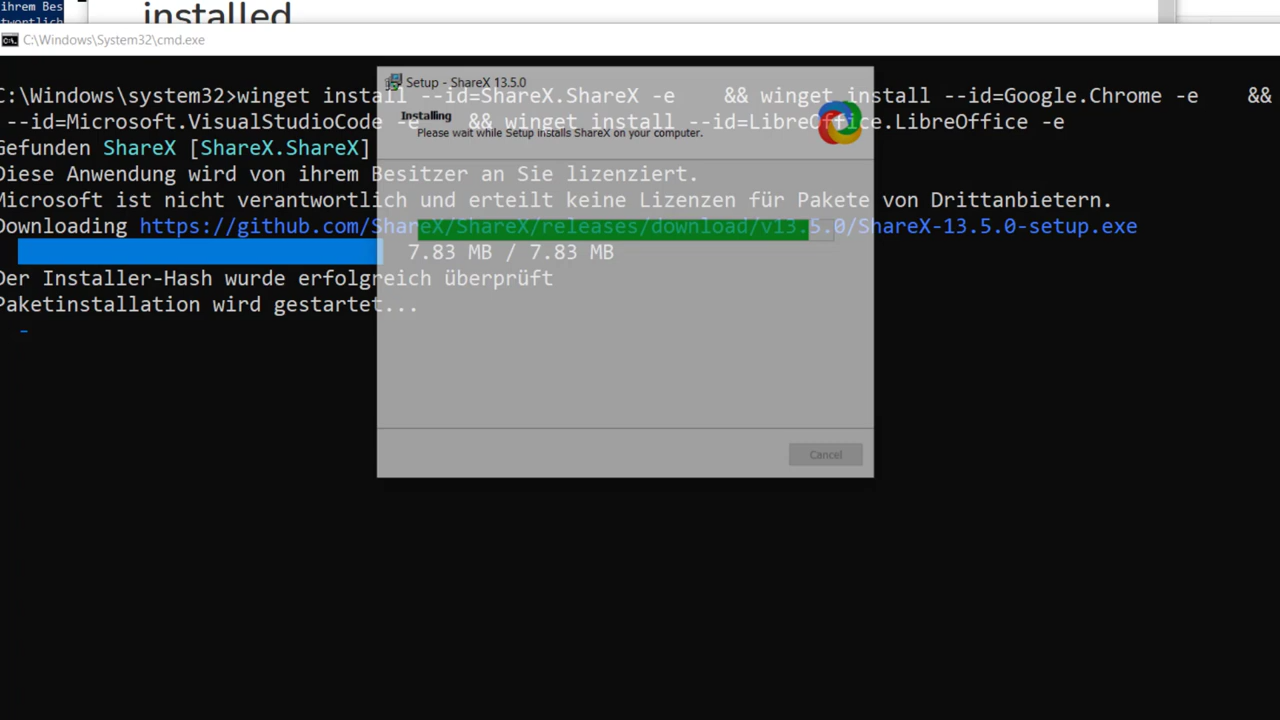 ihrem Bes
twortlich
installed
C:\Windows\System32\cmd.exe
C:\Windows\system32>winget install --id=ShareX.ShareX -e && winget install --id=Google.Chrome -e &&
--id=Microsoft.VisualStudioCode -e && winget install --id=LibreOffice.LibreOffice -e
Gefunden ShareX [ShareX.ShareX]
Diese Anwendung wird von ihrem Besitzer an Sie lizenziert.
Microsoft ist nicht verantwortlich und erteilt keine Lizenzen für Pakete von Drittanbietern.
Downloading https://github.com/ShareX/ShareX/releases/download/v13.5.0/ShareX-13.5.0-setup.exe
7.83 MB / 7.83 MB
Der Installer-Hash wurde erfolgreich überprüft
Paketinstallation wird gestartet...
-
Setup - ShareX 13.5.0
Installing
Please wait while Setup installs ShareX on your computer.
Cancel